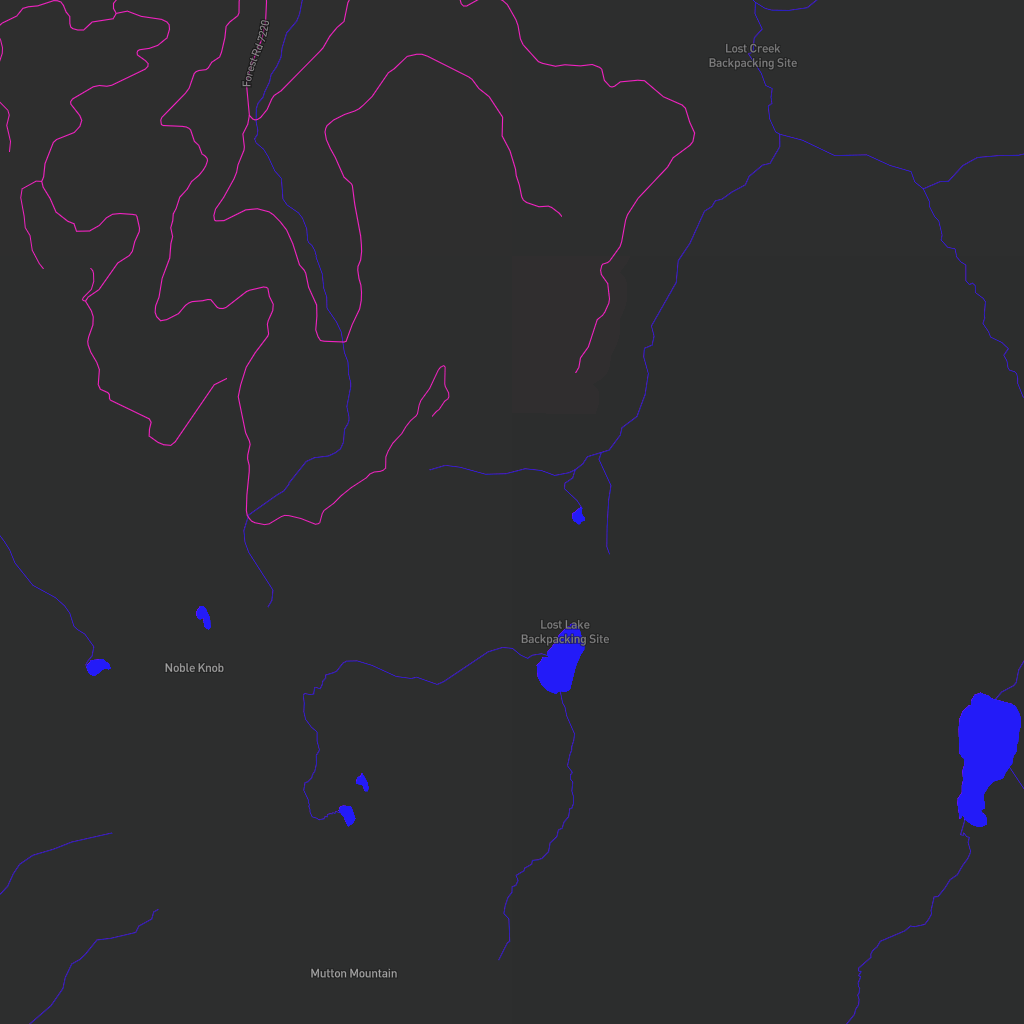 Lost Creek
Backpacking Site
Forest Rd 7220
Lost Lake
Backpacking Site
Noble Knob
Mutton Mountain